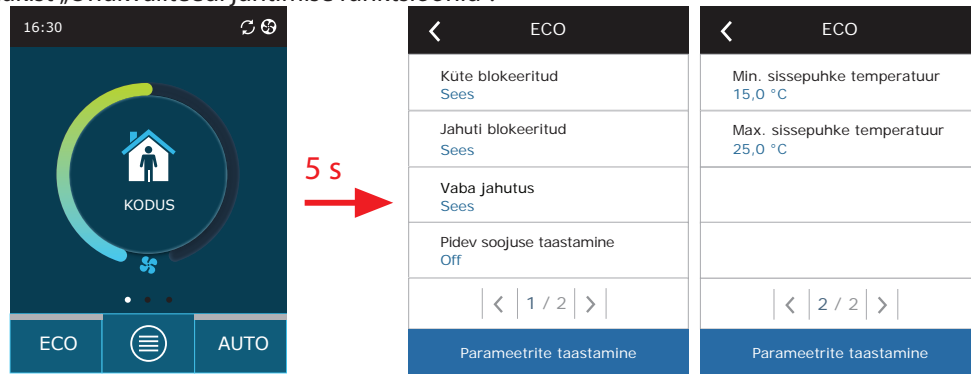 16:30
KODUS
ECO
AUTO
5 s
ECO
Küte blokeeritud
Sees
Jahuti blokeeritud
Sees
Vaba jahutus
Sees
Pidev soojuse taastamine
Off
1 / 2
Parameetrite taastamine
ECO
Min. sissepuhke temperatuur
15,0 °C
Max. sissepuhke temperatuur
25,0 °C
2 / 2
Parameetrite taastamine